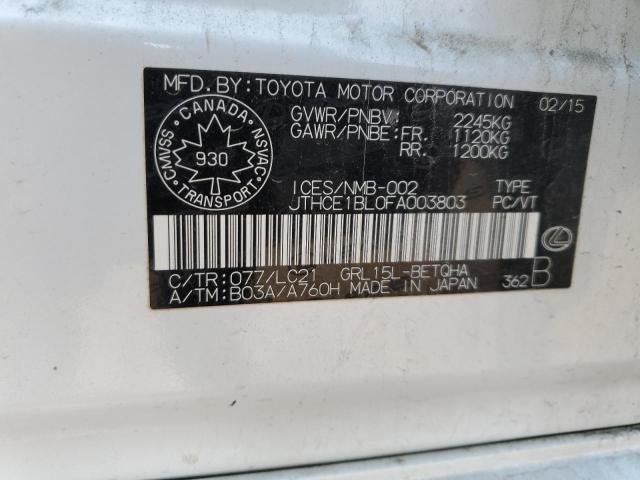 MFD.BY:TOYOTA MOTOR CORPORATION 02/15
GVWR/PNBV: 2245KG
GAWR/PNBE:FR. 1120KG
RR. 1200KG
CANADA
CMVSS 930 NSVAC
TRANSPORT
ICES/NMB-002 TYPE
JTHCE1BL0FA003803 PC/VT
C/TR:077/LC21 GRL15L-BETQHA
A/TM:B03A/A760H MADE IN JAPAN 362 B